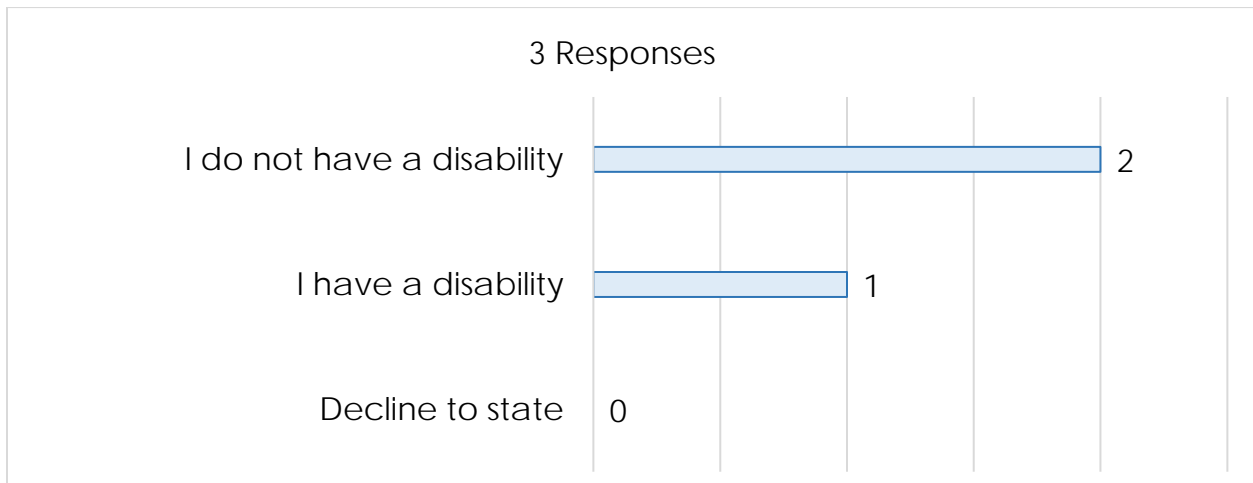 3 Responses
I do not have a disability 2
I have a disability 1
Decline to state 0